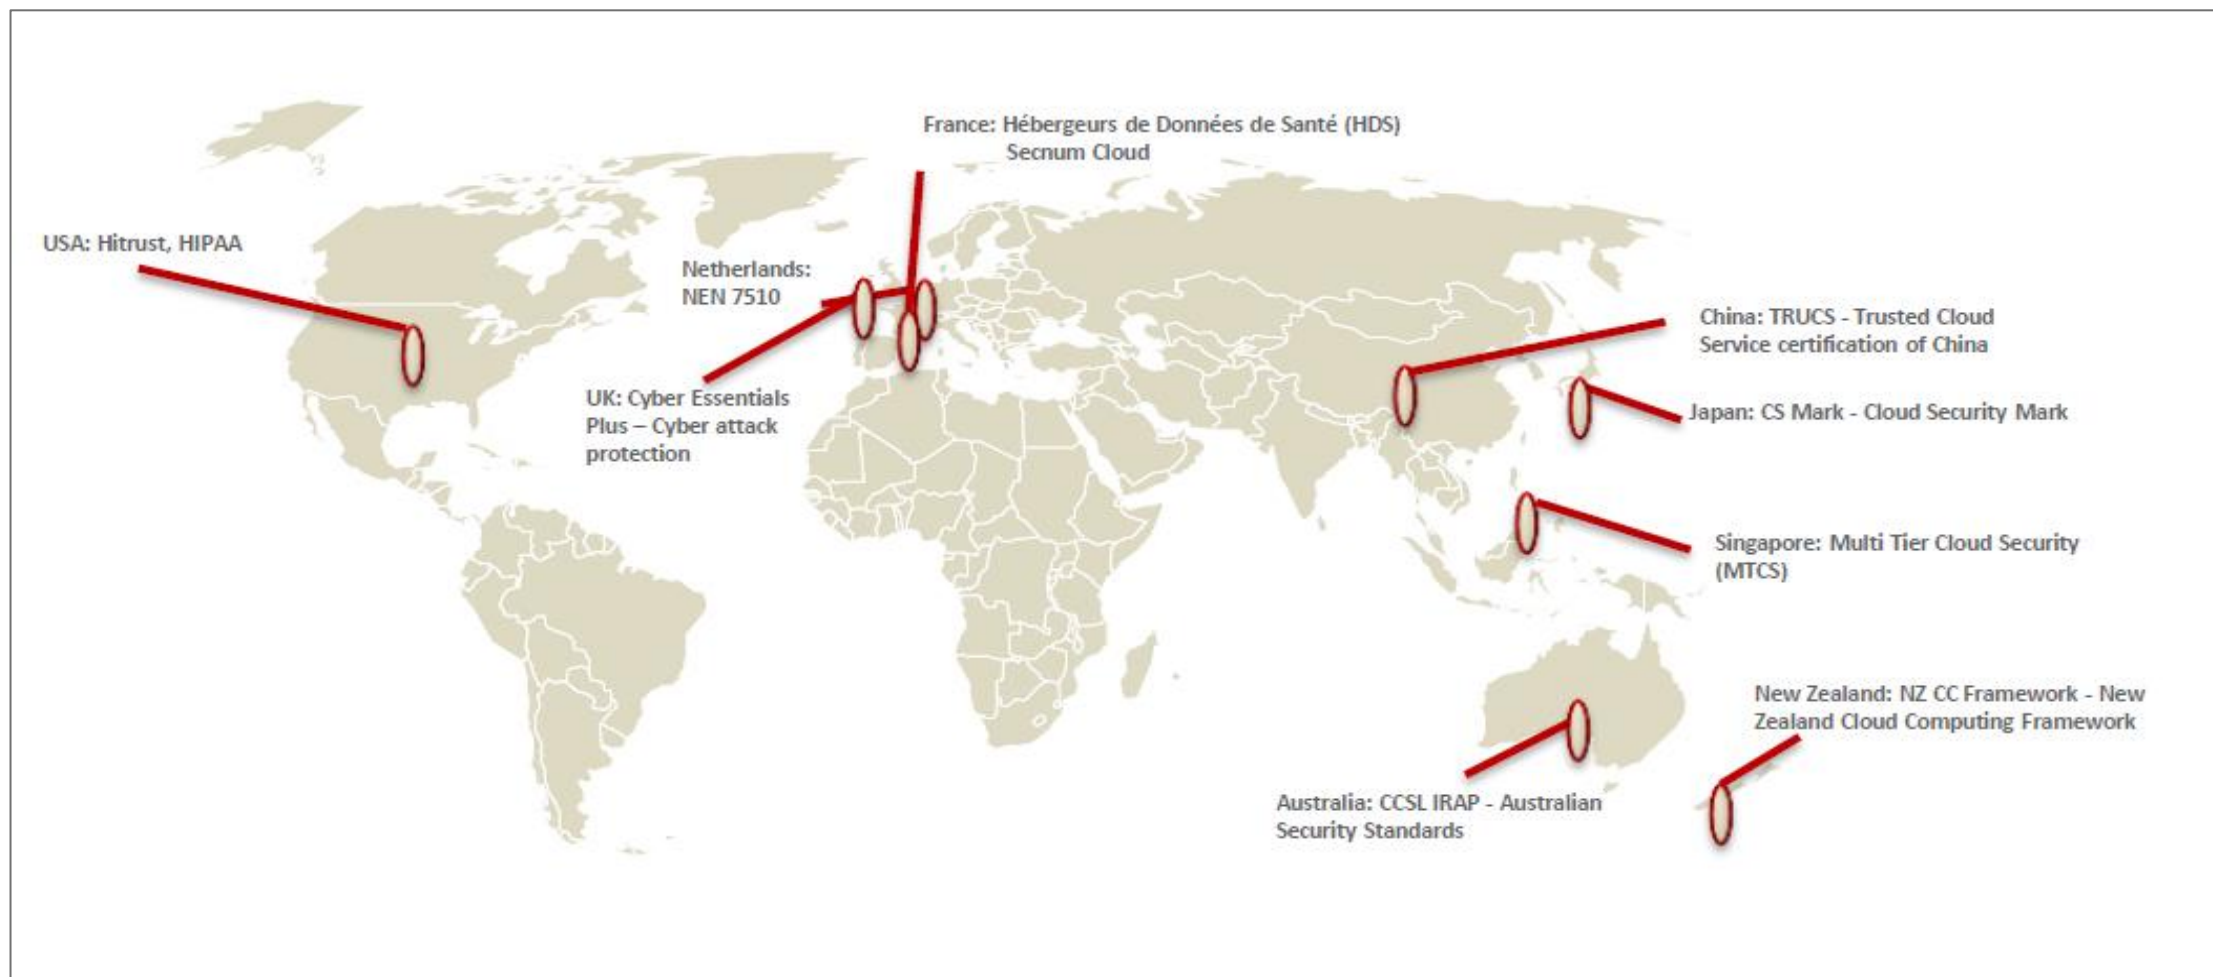 France: Hébergeurs de Données de Santé (HDS)
Secnum Cloud
USA: Hitrust, HIPAA
Netherlands:
NEN 7510
UK: Cyber Essentials
Plus – Cyber attack
protection
China: TRUCS - Trusted Cloud
Service certification of China
Japan: CS Mark - Cloud Security Mark
Singapore: Multi Tier Cloud Security
(MTCS)
New Zealand: NZ CC Framework - New
Zealand Cloud Computing Framework
Australia: CCSL IRAP - Australian
Security Standards